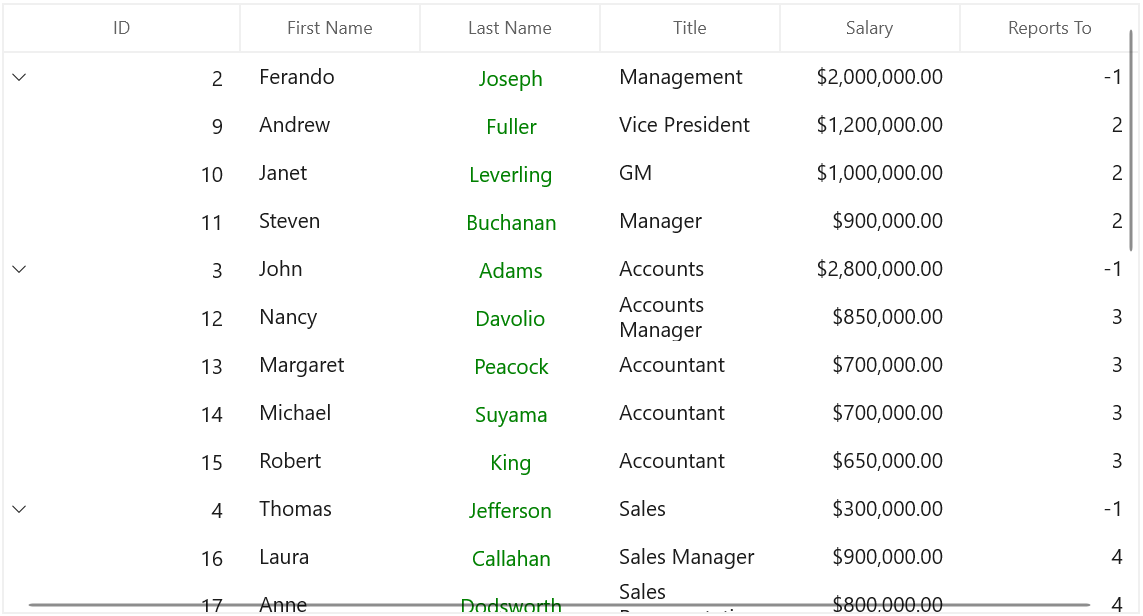 ID First Name Last Name Title Salary Reports To
2 Ferando Joseph Management $2,000,000.00 -1
9 Andrew Fuller Vice President $1,200,000.00 2
10 Janet Leverling GM $1,000,000.00 2
11 Steven Buchanan Manager $900,000.00 2
3 John Adams Accounts $2,800,000.00 -1
12 Nancy Davolio Accounts Manager $850,000.00 3
13 Margaret Peacock Accountant $700,000.00 3
14 Michael Suyama Accountant $700,000.00 3
15 Robert King Accountant $650,000.00 3
4 Thomas Jefferson Sales $300,000.00 -1
16 Laura Callahan Sales Manager $900,000.00 4
17 Anne Dodsworth Sales $800,000.00 4